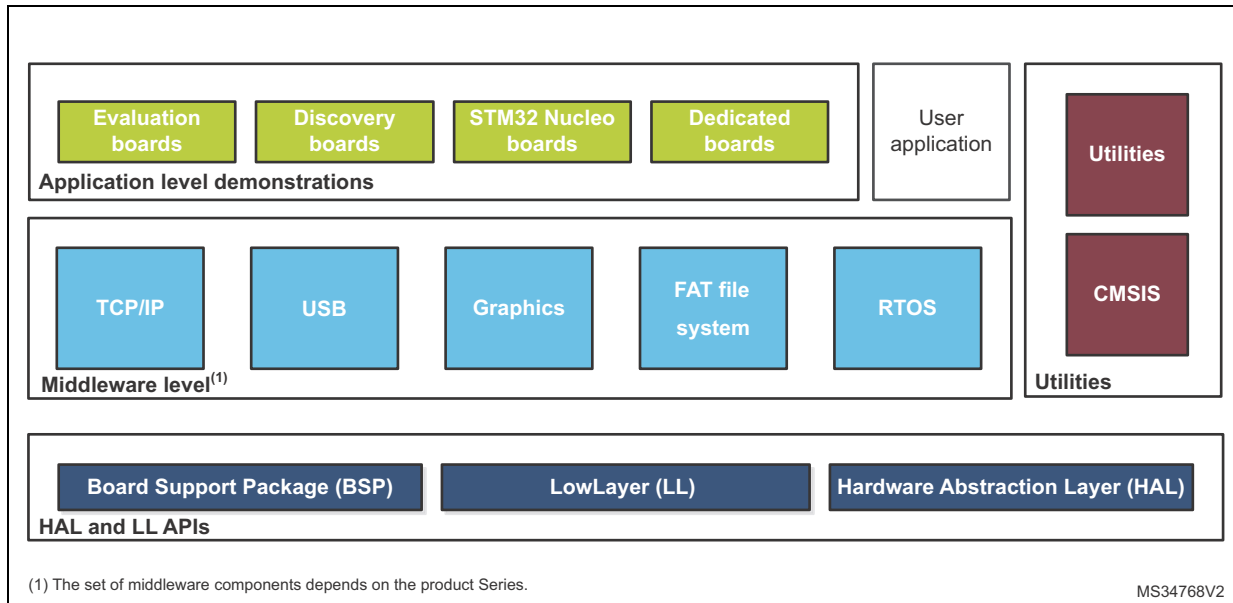 Evaluation
boards
Discovery
boards
STM32 Nucleo
boards
Dedicated
boards
Application level demonstrations
User
application
Utilities
CMSIS
Utilities
TCP/IP
USB
Graphics
FAT file
system
RTOS
Middleware level(1)
Board Support Package (BSP)
LowLayer (LL)
Hardware Abstraction Layer (HAL)
HAL and LL APIs
(1) The set of middleware components depends on the product Series.
MS34768V2